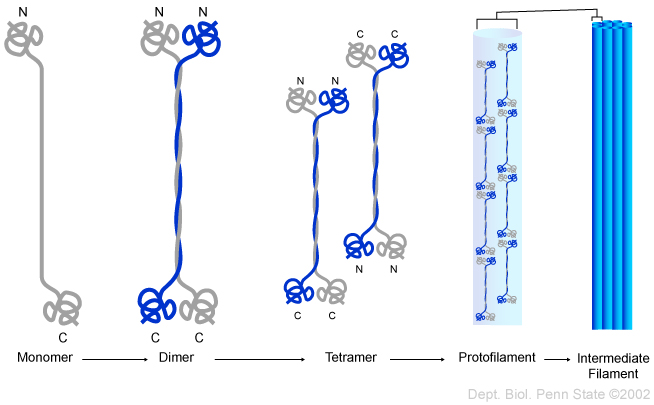 N
N N
C C
N N
C
C C
C C
N N
Monomer
Dimer
Tetramer
Protofilament
Intermediate
Filament
Dept. Biol. Penn State ©2002